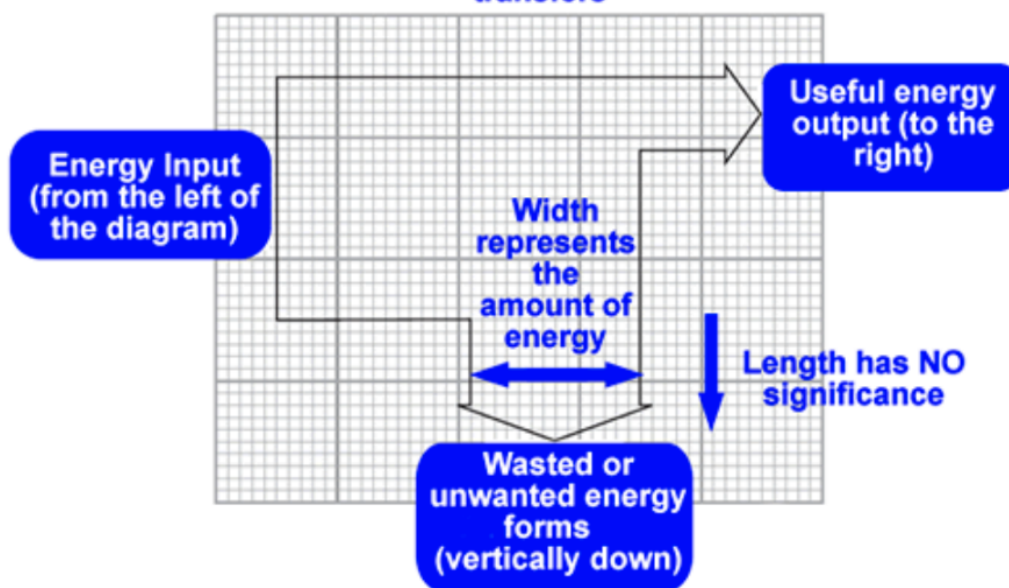 transfers
Useful energy
output (to the
right)
Energy Input
(from the left of
the diagram)
Width
represents
the
amount of
energy
Length has NO
significance
Wasted or
unwanted energy
forms
(vertically down)